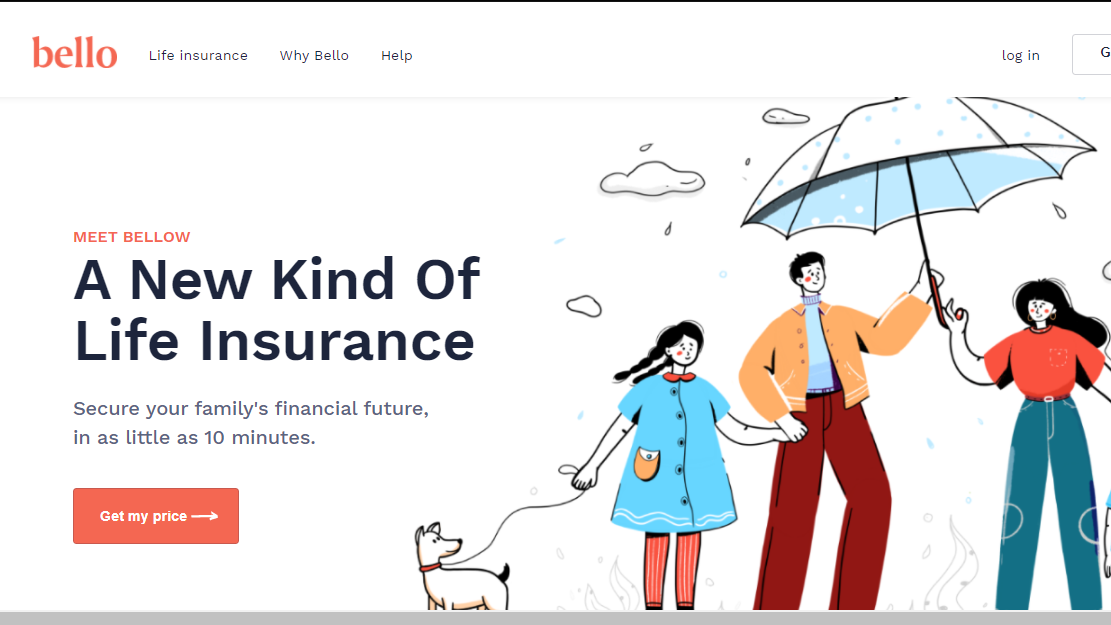 bello
Life insurance
Why Bello
Help
log in
G
MEET BELLOW
A New Kind Of
Life Insurance
Secure your family's financial future,
in as little as 10 minutes.
Get my price